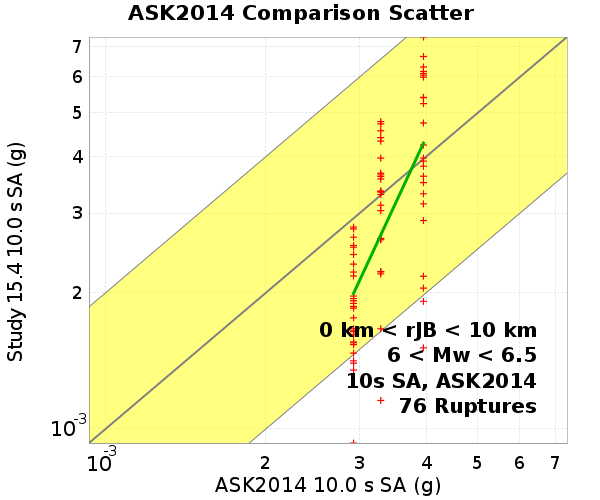 ASK2014 Comparison Scatter
Study 15.4 10.0 s SA (g)
7
6
5
4
3
2
10-3
0 km < rJB < 10 km
6 < Mw < 6.5
10s SA, ASK2014
76 Ruptures
10-3 2 3 4 5 6 7
ASK2014 10.0 s SA (g)